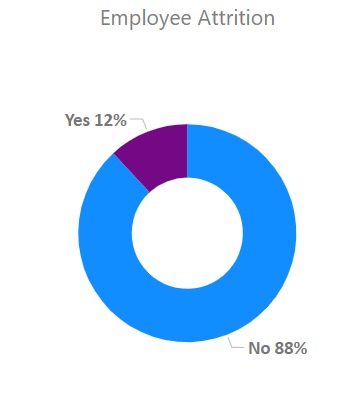 Employee Attrition
Yes 12%
No 88%